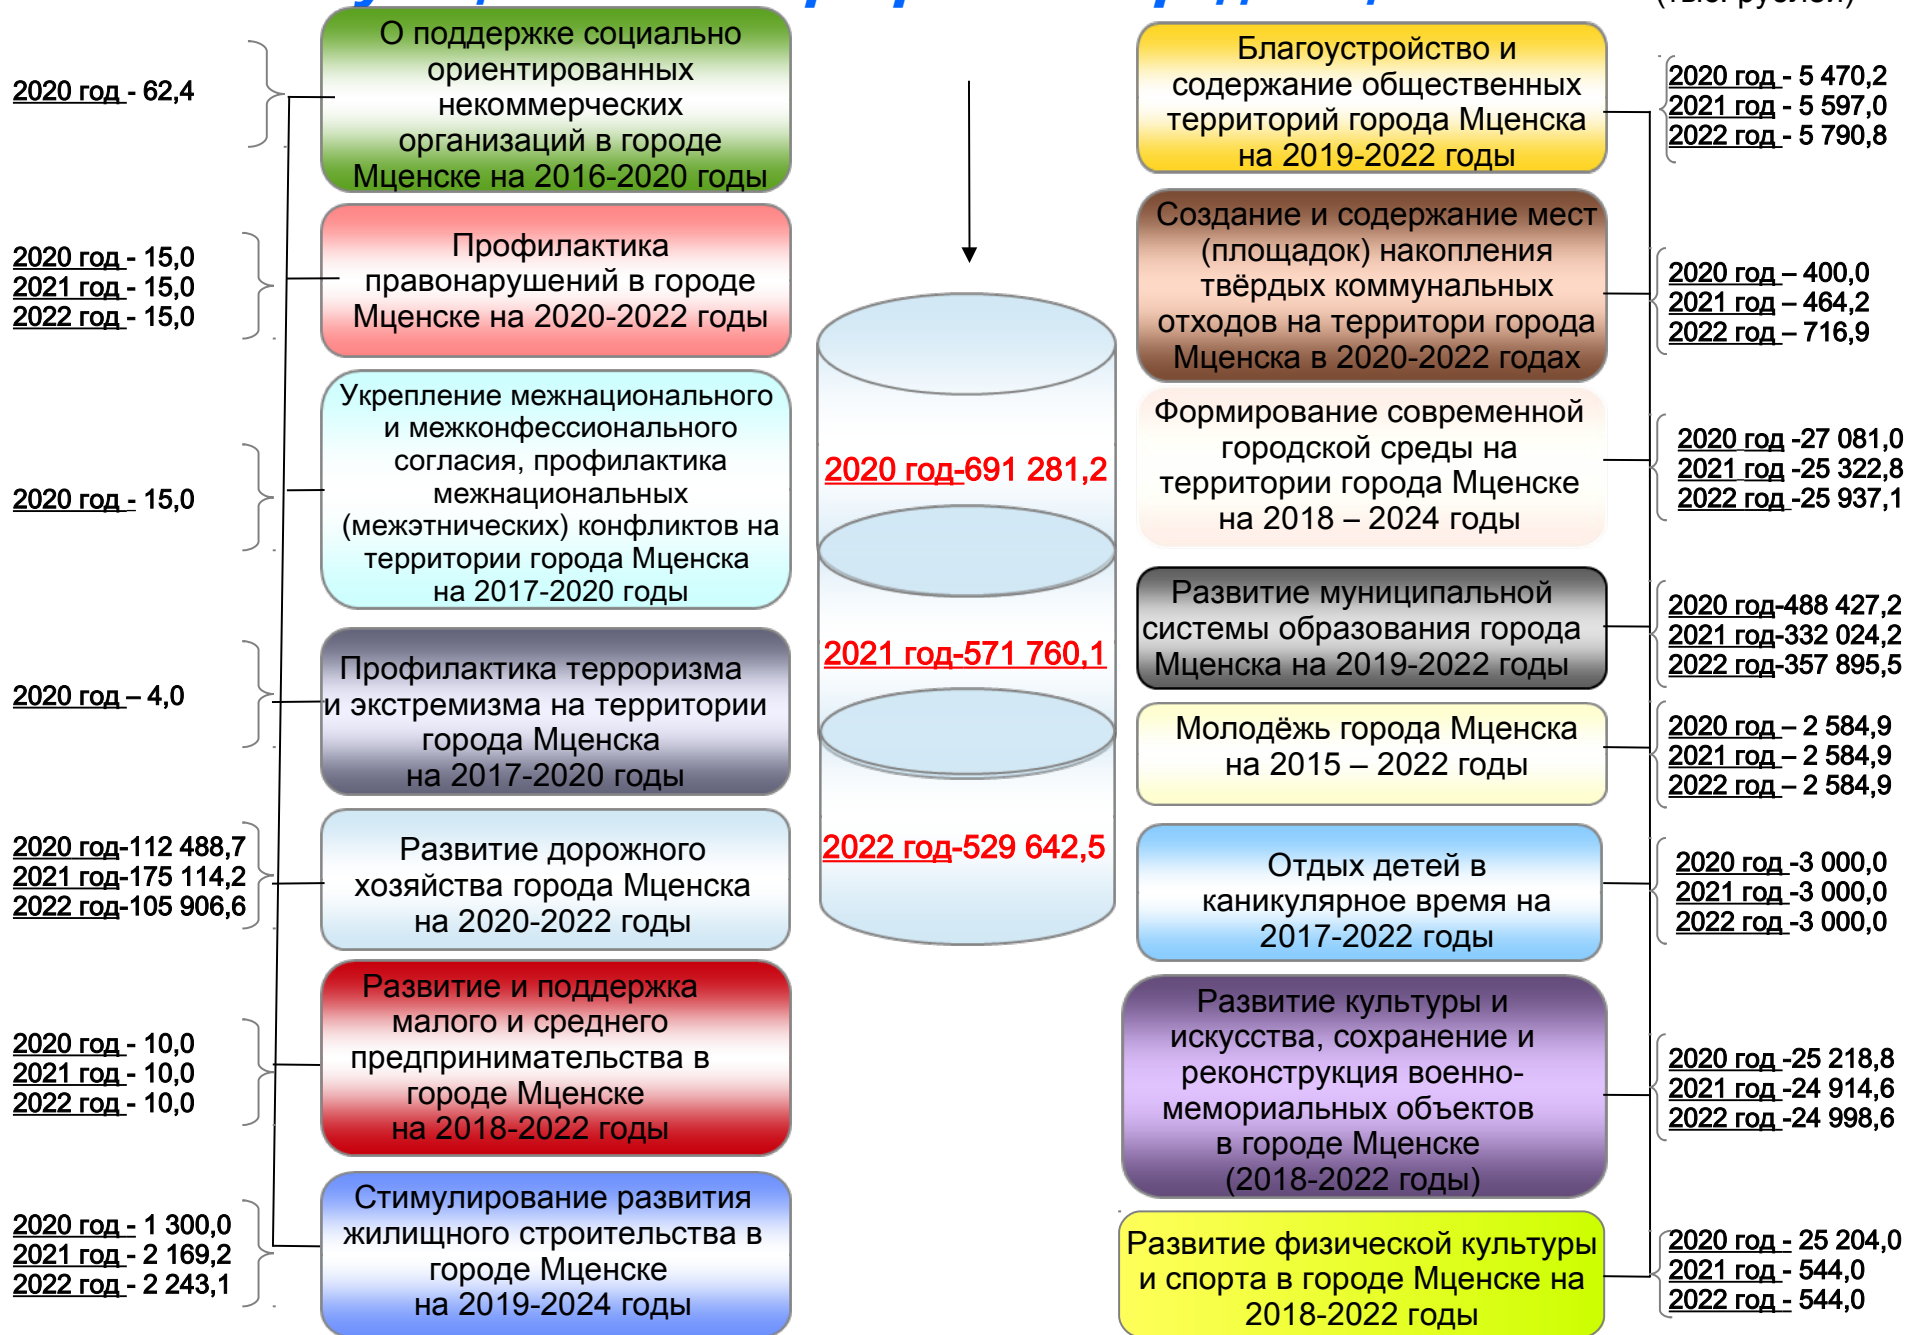 (тыс. рублей)
2020 год - 62,4
О поддержке социально
ориентированных
некоммерческих
организаций в городе
Мценске на 2016-2020 годы
2020 год - 15,0
2021 год - 15,0
2022 год - 15,0
Профилактика
правонарушений в городе
Мценске на 2020-2022 годы
2020 год - 15,0
Укрепление межнационального
и межконфессионального
согласия, профилактика
межнациональных
(межэтнических) конфликтов на
территории города Мценска
на 2017-2020 годы
2020 год – 4,0
Профилактика терроризма
и экстремизма на территории
города Мценска
на 2017-2020 годы
2020 год-112 488,7
2021 год-175 114,2
2022 год-105 906,6
Развитие дорожного
хозяйства города Мценска
на 2020-2022 годы
2020 год - 10,0
2021 год - 10,0
2022 год - 10,0
Развитие и поддержка
малого и среднего
предпринимательства в
городе Мценске
на 2018-2022 годы
2020 год - 1 300,0
2021 год - 2 169,2
2022 год - 2 243,1
Стимулирование развития
жилищного строительства в
городе Мценске
на 2019-2024 годы
2020 год-691 281,2
2021 год-571 760,1
2022 год-529 642,5
Благоустройство и
содержание общественных
территорий города Мценска
на 2019-2022 годы
2020 год - 5 470,2
2021 год - 5 597,0
2022 год - 5 790,8
Создание и содержание мест
(площадок) накопления
твёрдых коммунальных
отходов на територи города
Мценска в 2020-2022 годах
2020 год – 400,0
2021 год – 464,2
2022 год – 716,9
Формирование современной
городской среды на
территории города Мценске
на 2018 – 2024 годы
2020 год -27 081,0
2021 год -25 322,8
2022 год -25 937,1
Развитие муниципальной
системы образования города
Мценска на 2019-2022 годы
2020 год-488 427,2
2021 год-332 024,2
2022 год-357 895,5
Молодёжь города Мценска
на 2015 – 2022 годы
2020 год – 2 584,9
2021 год – 2 584,9
2022 год – 2 584,9
Отдых детей в
каникулярное время на
2017-2022 годы
2020 год -3 000,0
2021 год -3 000,0
2022 год -3 000,0
Развитие культуры и
искусства, сохранение и
реконструкция военно-
мемориальных объектов
в городе Мценске
(2018-2022 годы)
2020 год -25 218,8
2021 год -24 914,6
2022 год -24 998,6
Развитие физической культуры
и спорта в городе Мценске на
2018-2022 годы
2020 год - 25 204,0
2021 год - 544,0
2022 год - 544,0